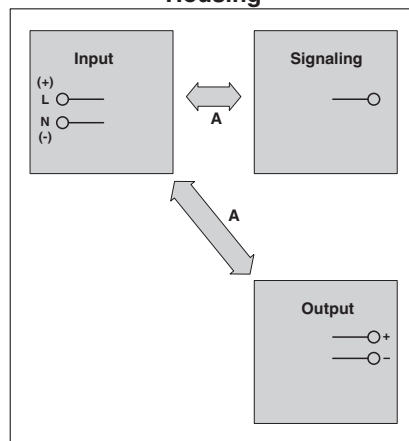 Housing
Input
Signaling
(+)
L
A
N
(-)
A
Output
+
–